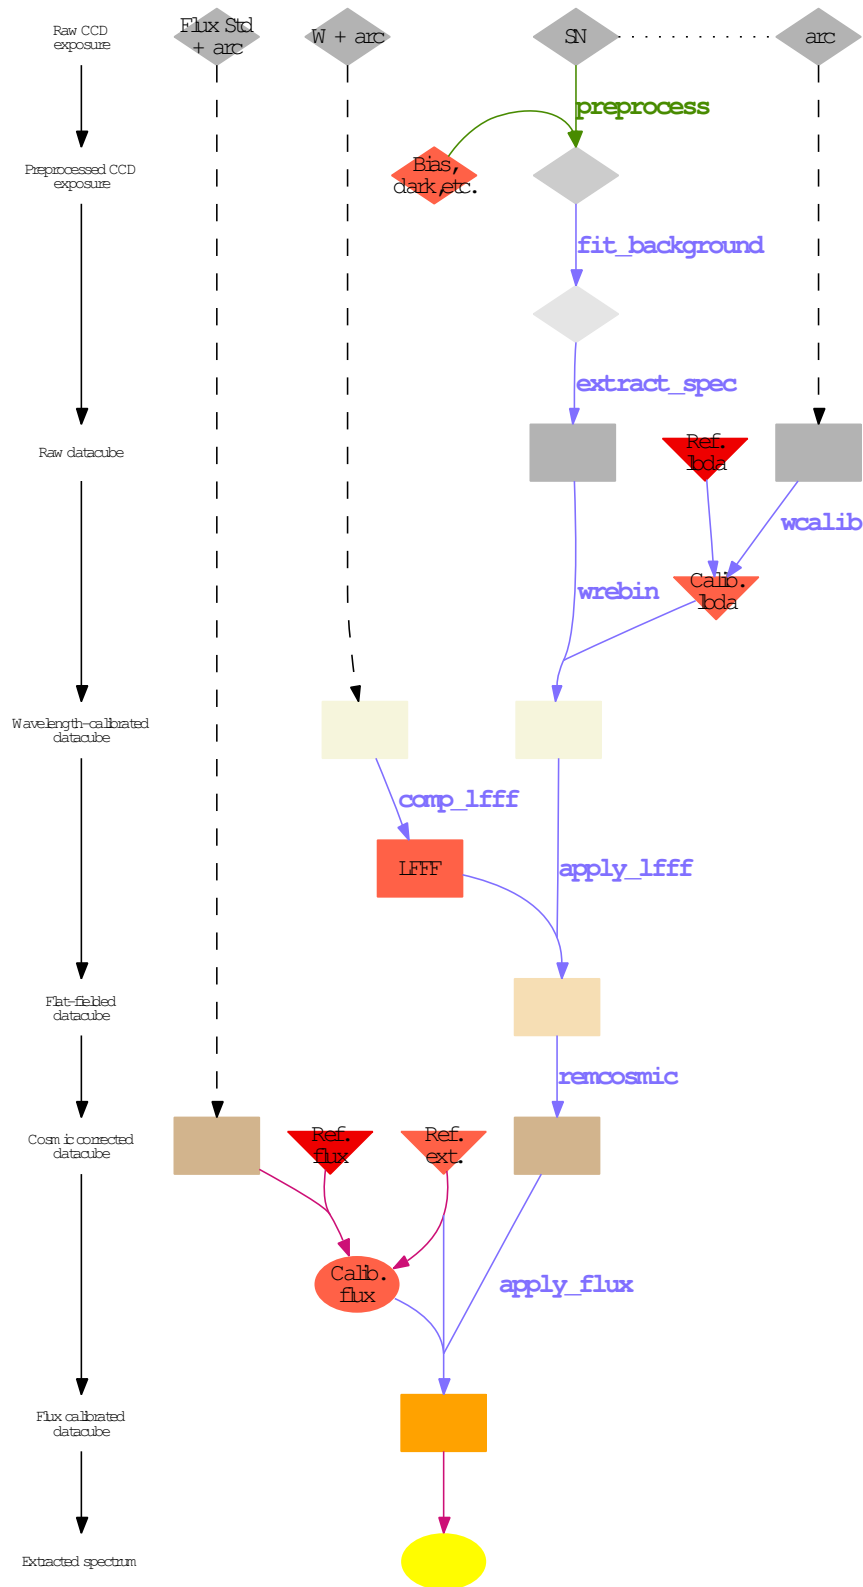 Raw CCD
exposure
Flux Std
+ arc
W + arc
SN
arc
preprocess
Preprocessed CCD
exposure
Bias,
dark,etc.
fit_background
extract_spec
Raw datacube
Ref.
lbda
wcalib
Calib.
lbda
wrebin
Wavelength-calibrated
datacube
comp_lfff
LFFF
apply_lfff
Flat-fielded
datacube
remcosmic
Cosmic corrected
datacube
Ref.
flux
Ref.
ext.
Calib.
flux
apply_flux
Flux calibrated
datacube
Extracted spectrum